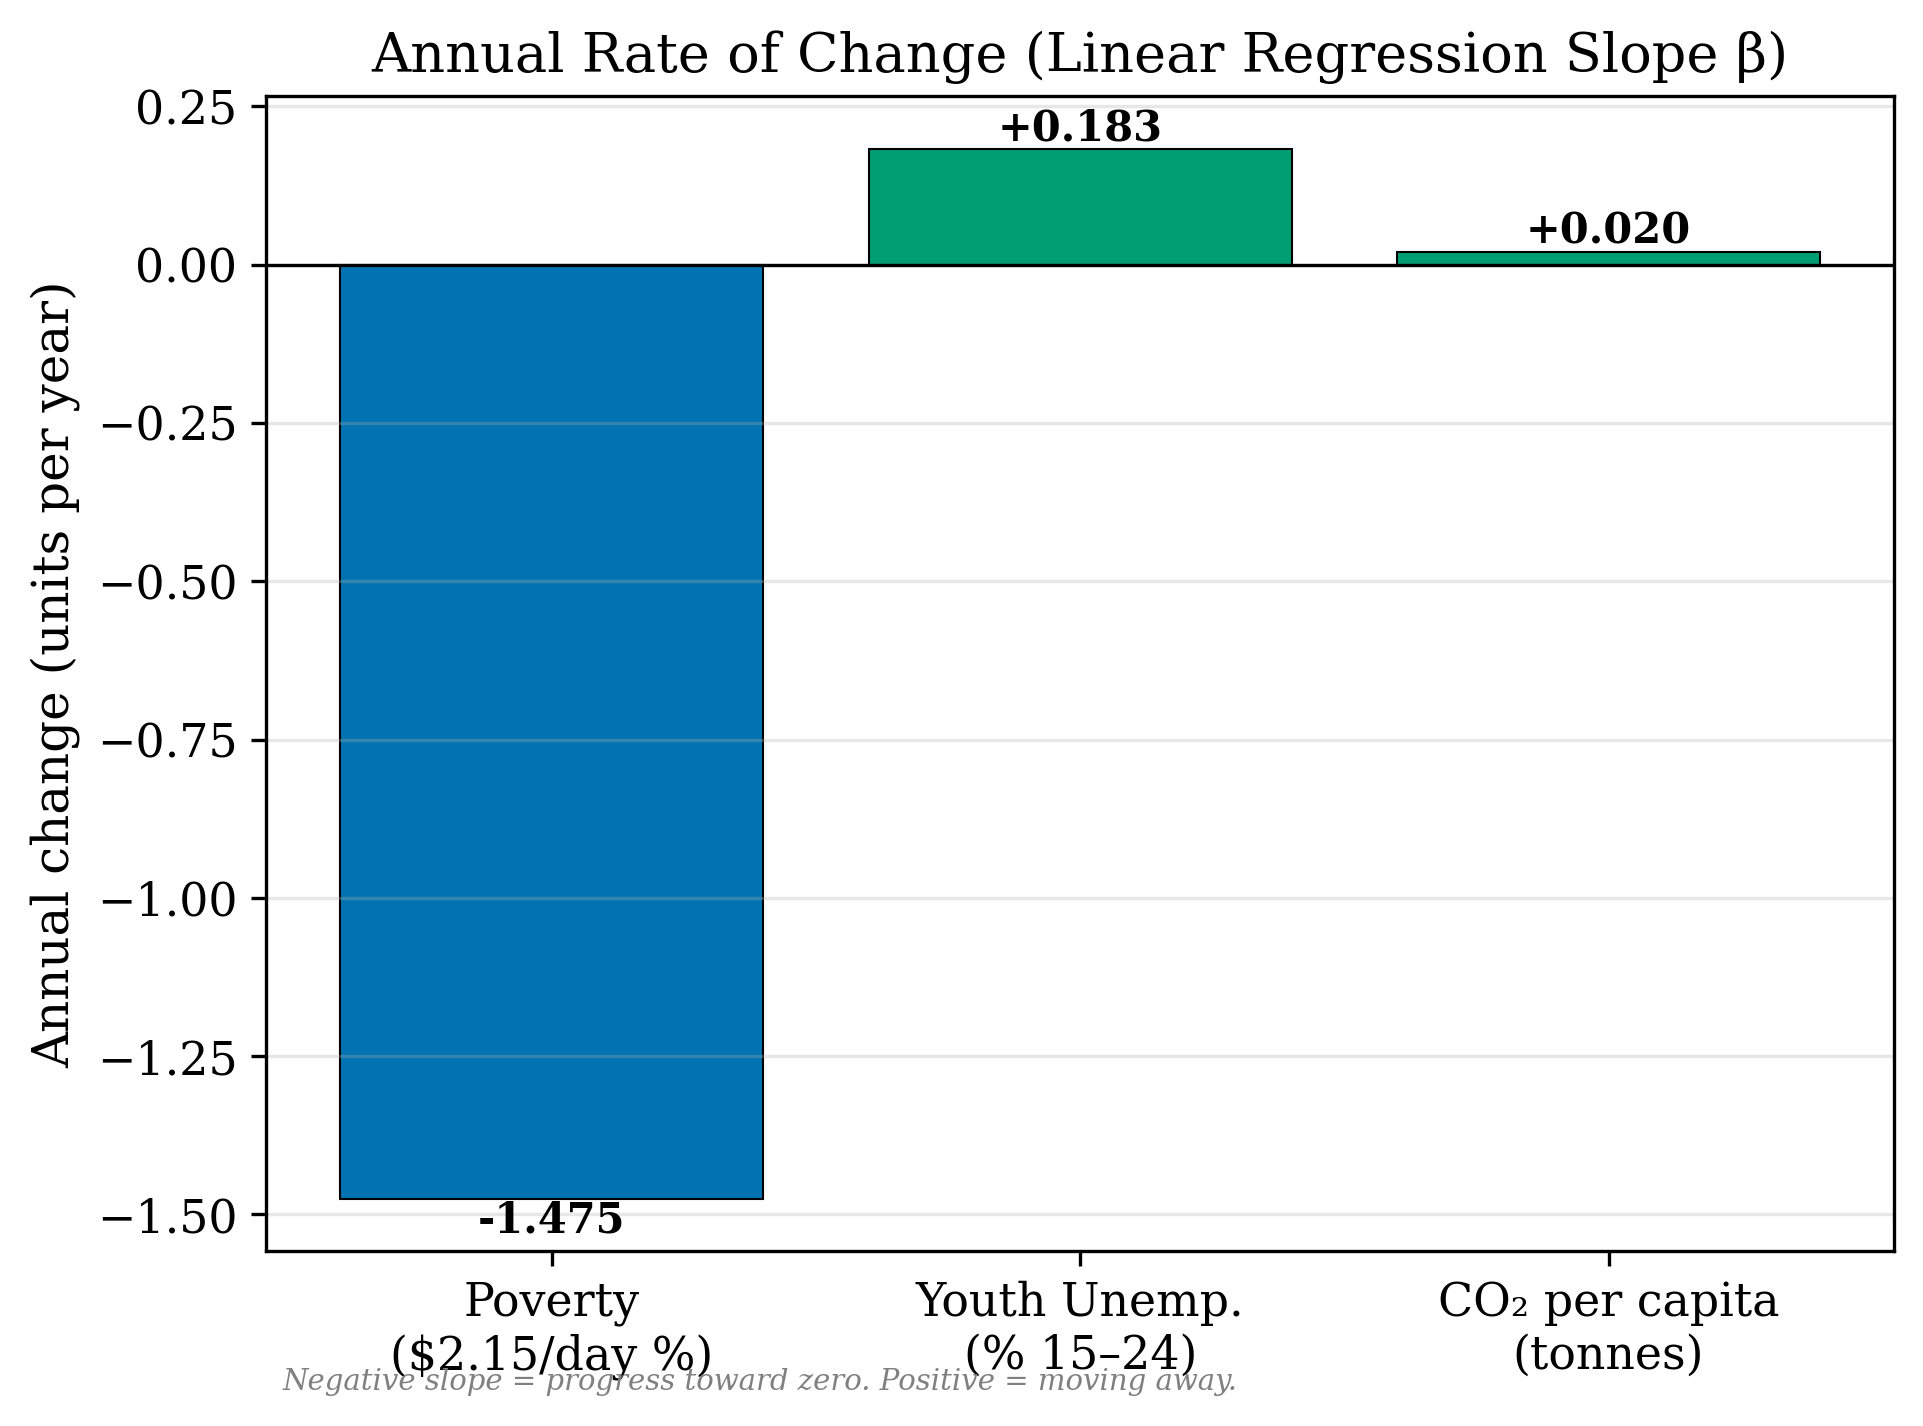 Annual Rate of Change (Linear Regression Slope β)
Annual change (units per year)
0.25
0.00
−0.25
−0.50
−0.75
−1.00
−1.25
−1.50
-1.475
+0.183
+0.020
Poverty
($2.15/day %)
Youth Unemp.
(% 15–24)
CO₂ per capita
(tonnes)
Negative slope = progress toward zero. Positive = moving away.